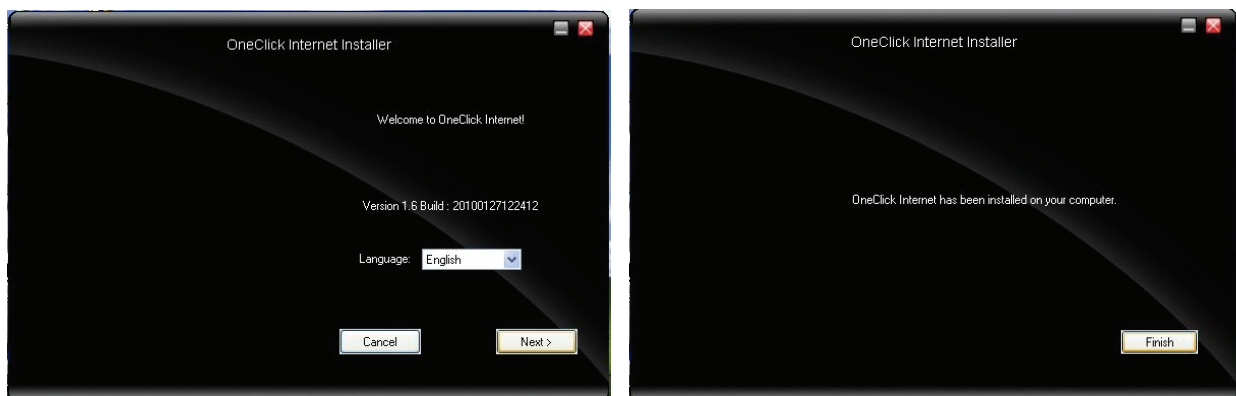 OneClick Internet Installer
Welcome to OneClick Internet!
Version 1.6 Build : 20100127122412
Language: English
Cancel Next >
OneClick Internet Installer
OneClick Internet has been installed on your computer.
Finish